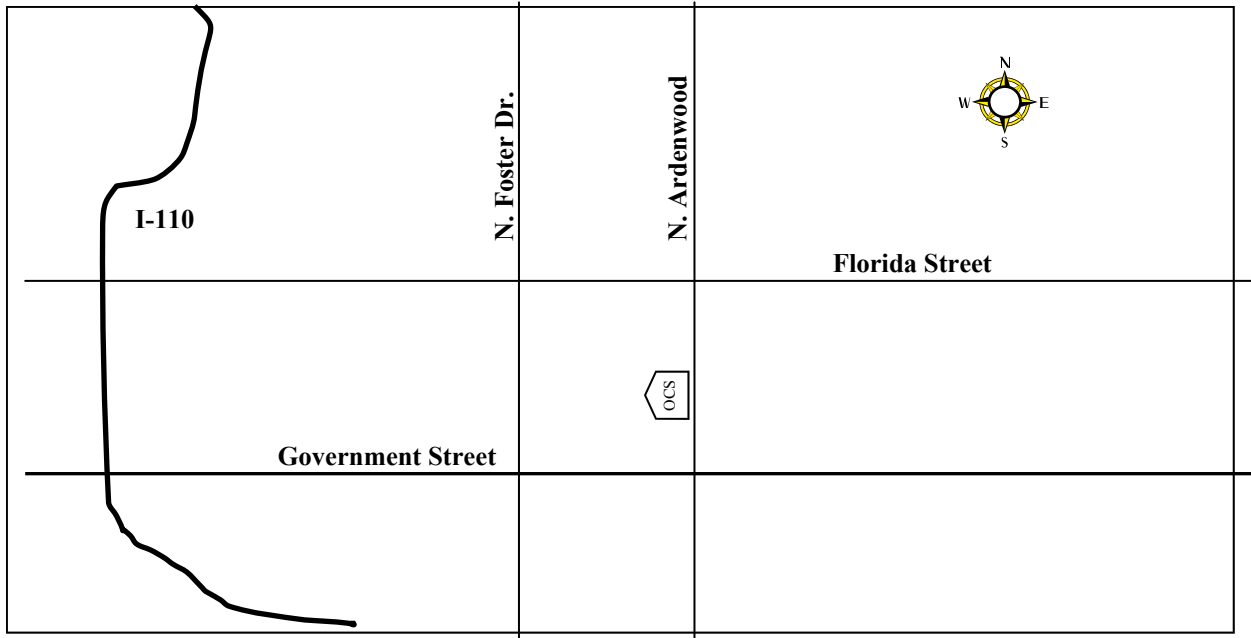 N
W
E
S
N. Foster Dr.
N. Ardenwood
I-110
Florida Street
OCS
Government Street